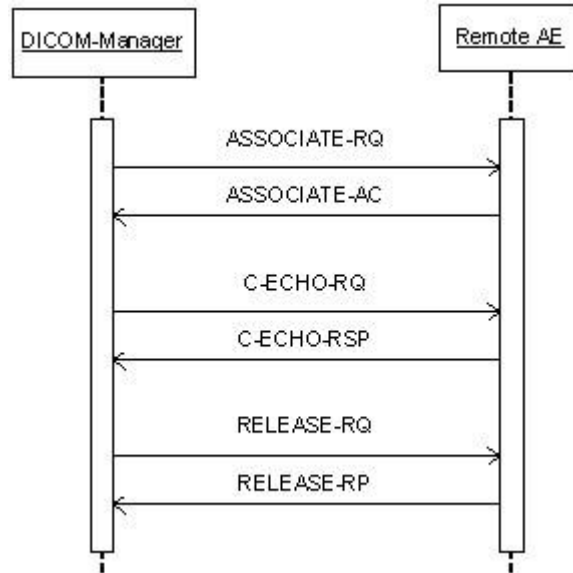 DICOM-Manager
Remote AE
ASSOCIATE-RQ
ASSOCIATE-AC
C-ECHO-RQ
C-ECHO-RSP
RELEASE-RQ
RELEASE-RP